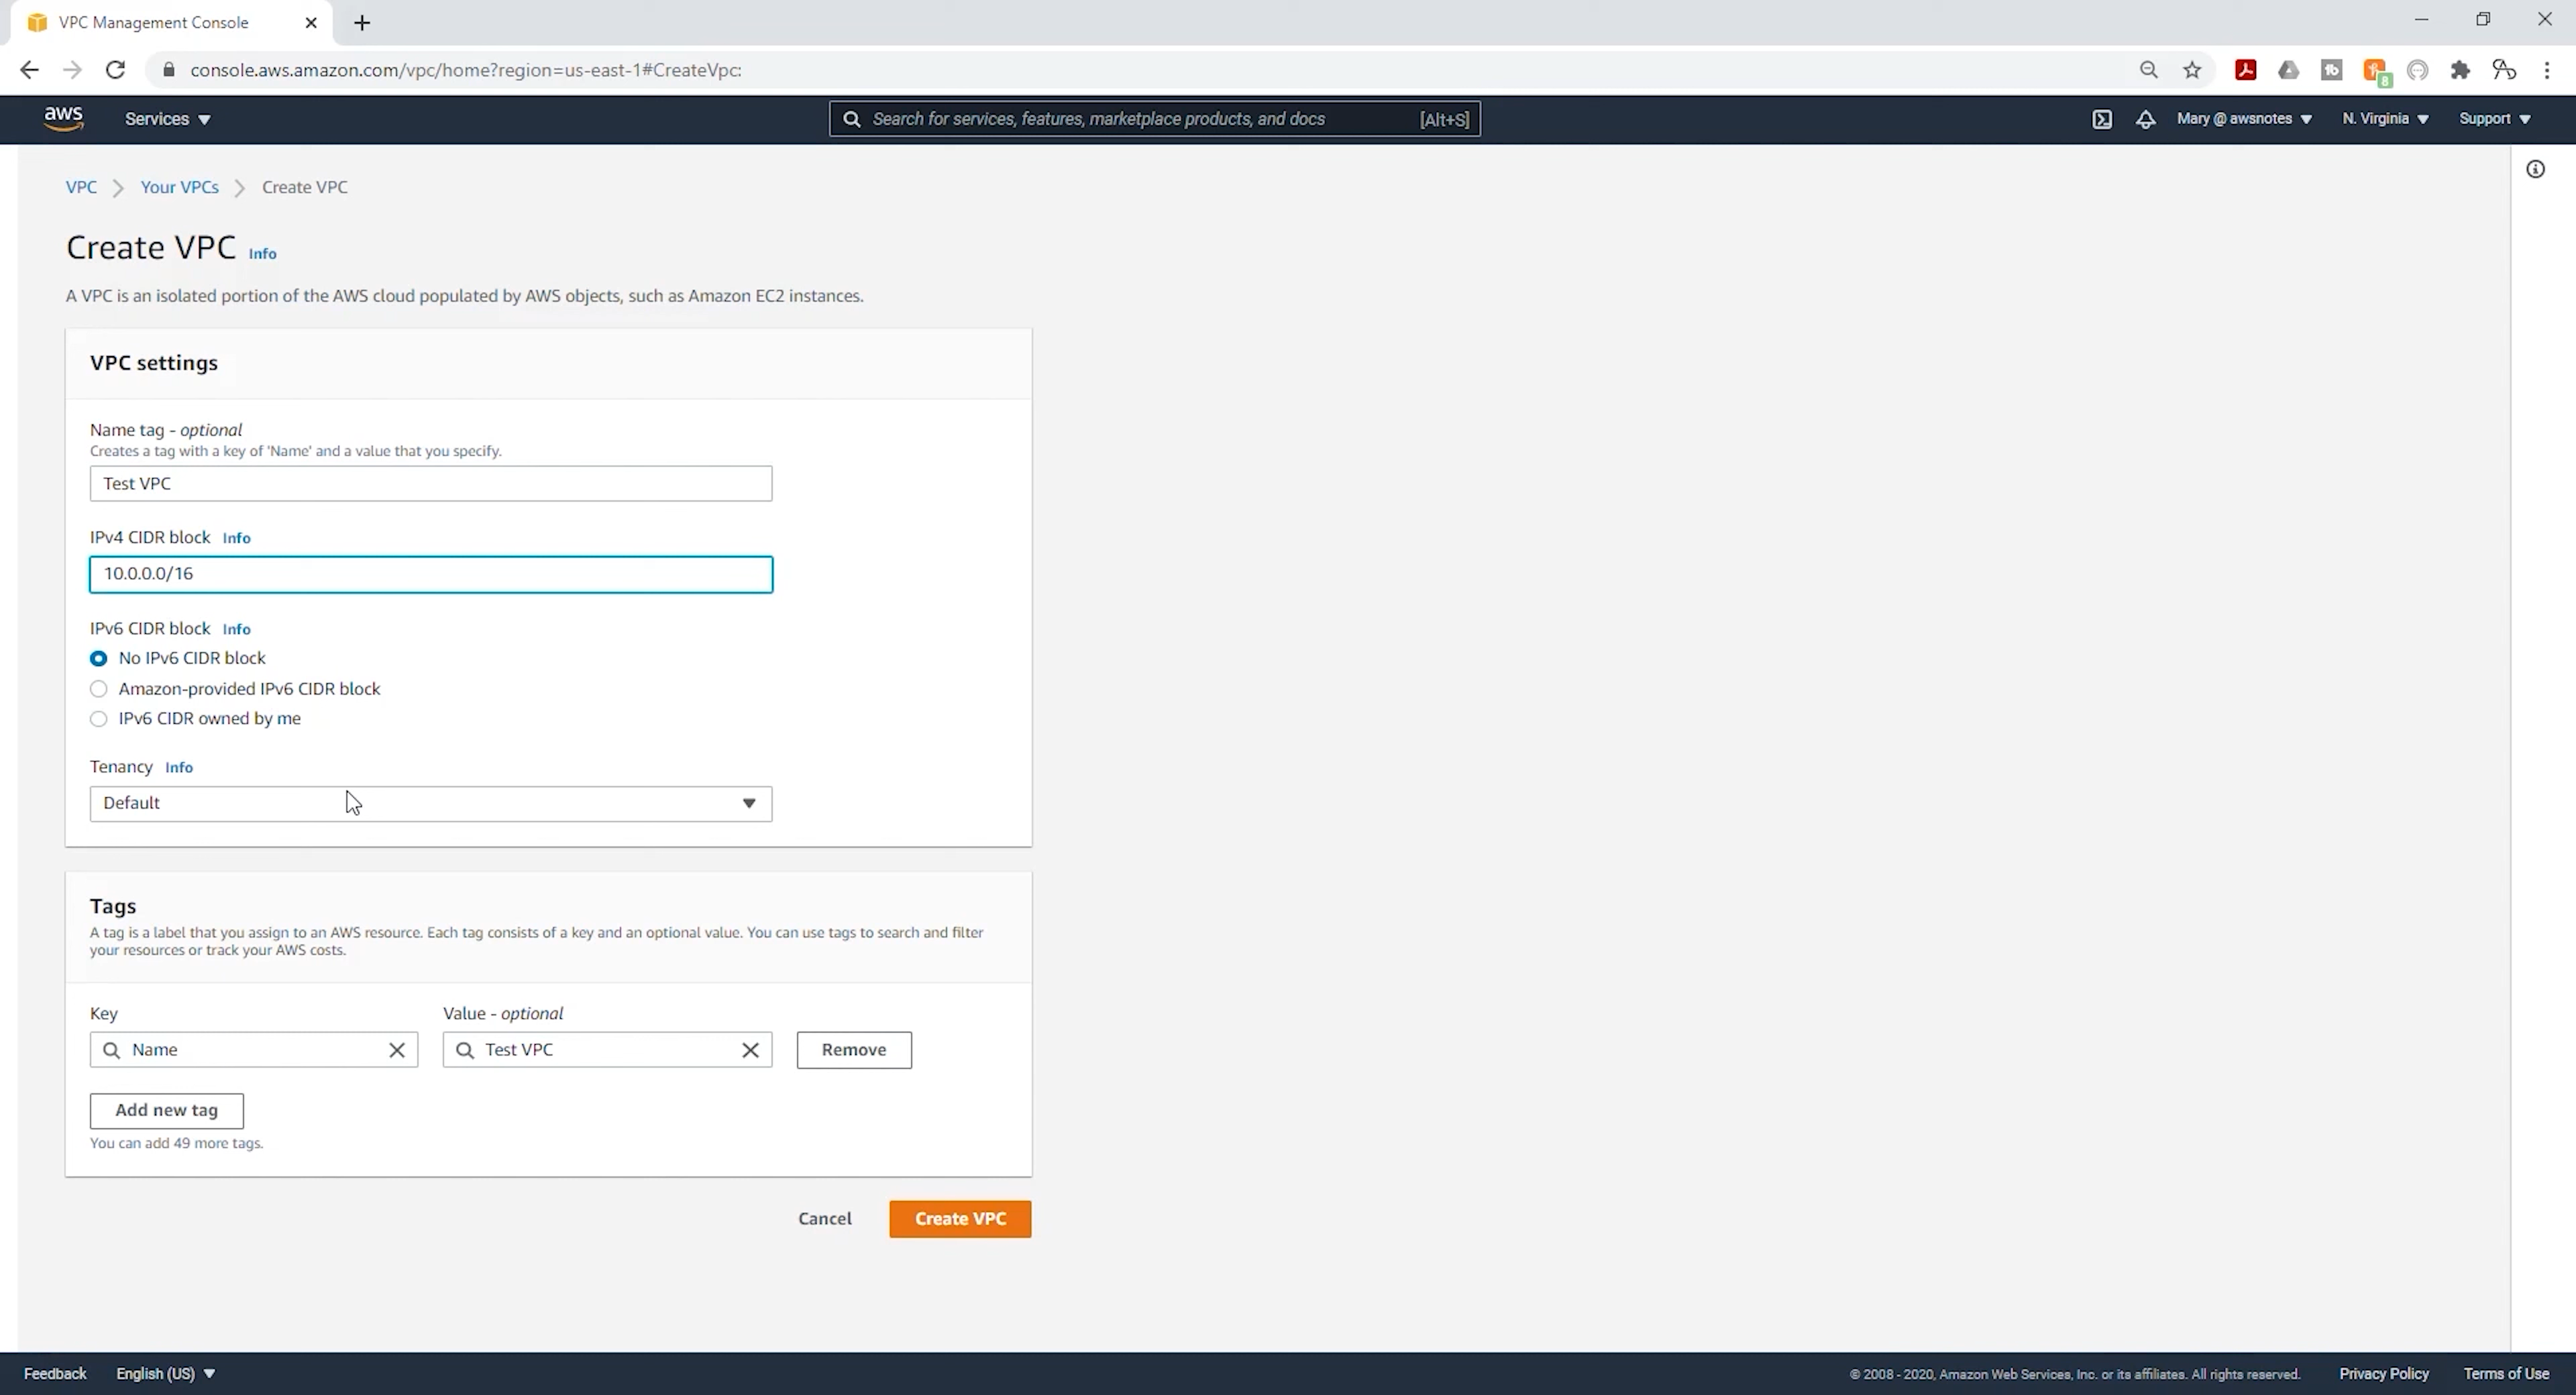 VPC Management Console
console.aws.amazon.com/vpc/home?region=us-east-1#CreateVpc:
8
aws
Services
Search for services, features, marketplace products, and docs [Alt+S]
Mary @ awsnotes
N. Virginia
Support
VPC
Your VPCs
Create VPC
Create VPC Info
A VPC is an isolated portion of the AWS cloud populated by AWS objects, such as Amazon EC2 instances.
VPC settings
Name tag - optional
Creates a tag with a key of 'Name' and a value that you specify.
Test VPC
IPv4 CIDR block Info
10.0.0.0/16
IPv6 CIDR block Info
No IPv6 CIDR block
Amazon-provided IPv6 CIDR block
IPv6 CIDR owned by me
Tenancy Info
Default
Tags
A tag is a label that you assign to an AWS resource. Each tag consists of a key and an optional value. You can use tags to search and filter
your resources or track your AWS costs.
Key
Value - optional
Name
Test VPC
Remove
Add new tag
You can add 49 more tags.
Cancel
Create VPC
Feedback
English (US)
© 2008 - 2020, Amazon Web Services, Inc. or its affiliates. All rights reserved.
Privacy Policy
Terms of Use